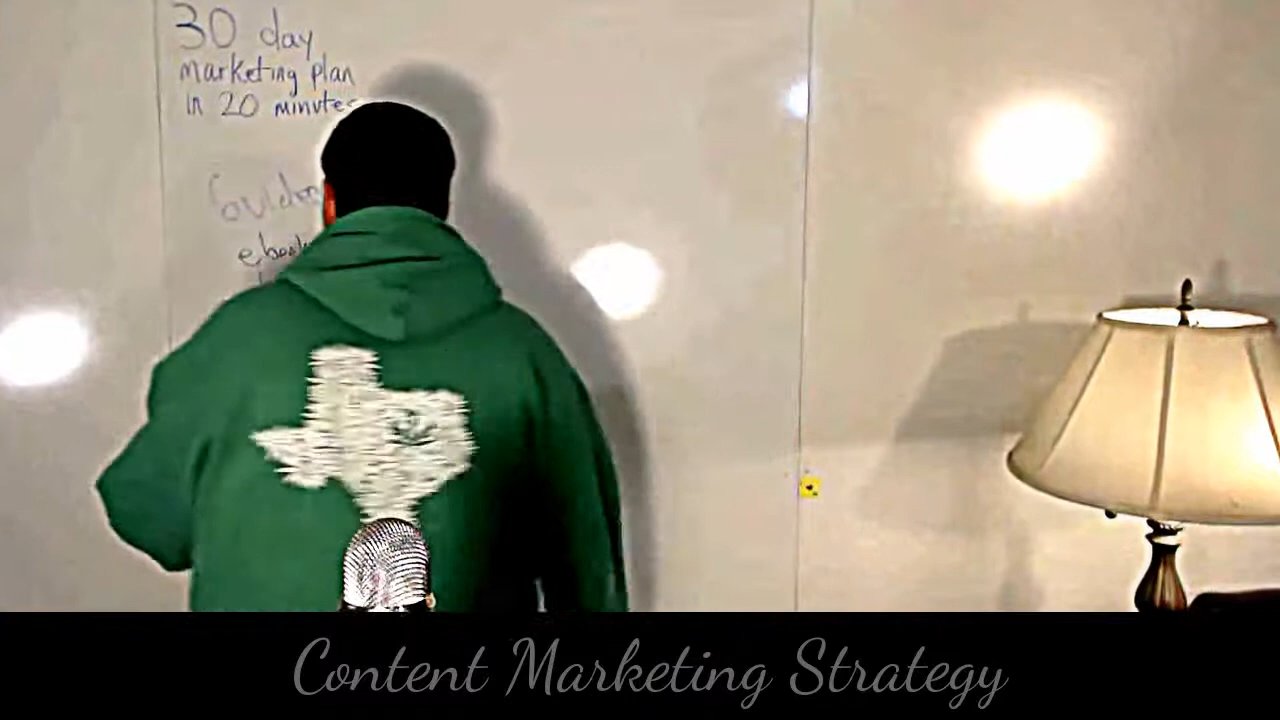 30 day
marketing plan
in 20 minutes
Content Marketing Strategy